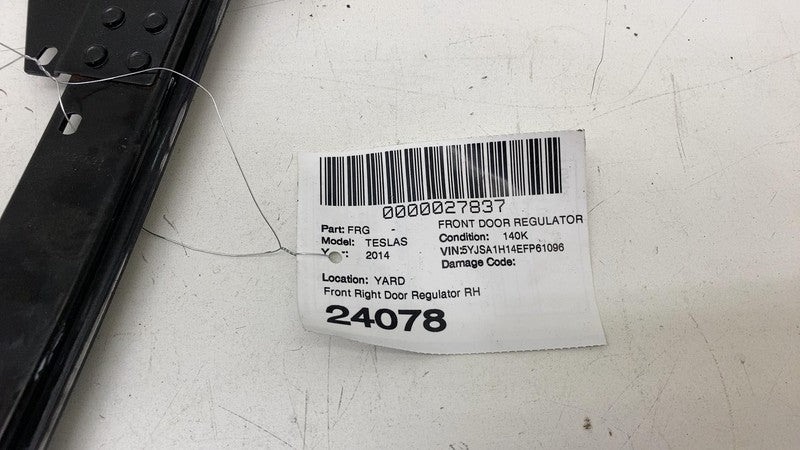 0000027837
Part: FRG - FRONT DOOR REGULATOR
Model: TESLAS Condition: 140K
2014 VIN:5YJSA1H14EFP61096
Damage Code:
Location: YARD
Front Right Door Regulator RH
24078